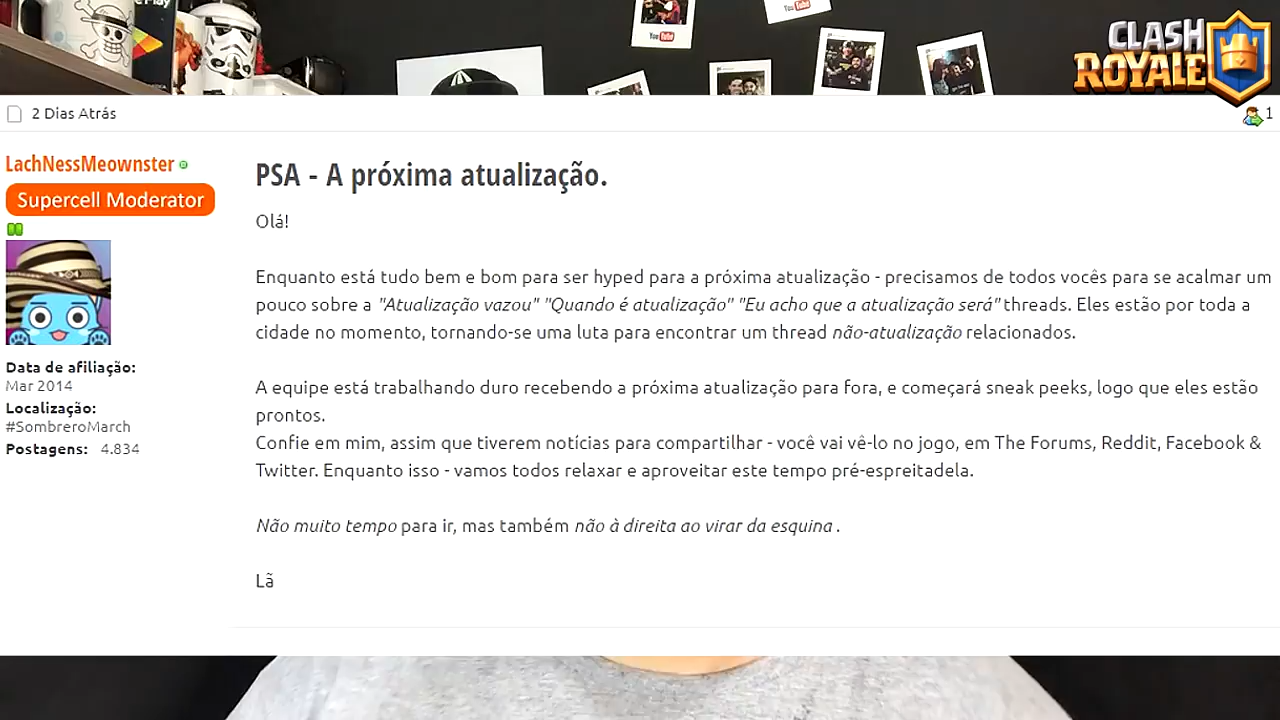 Play
You Tube
You Tube
CLASH
ROYALE
2 Dias Atrás
1
LachNessMeownster
Supercell Moderator
Data de afiliação:
Mar 2014
Localização:
#SombreroMarch
Postagens: 4.834
PSA - A próxima atualização.
Olá!
Enquanto está tudo bem e bom para ser hyped para a próxima atualização - precisamos de todos vocês para se acalmar um
pouco sobre a "Atualização vazou" "Quando é atualização" "Eu acho que a atualização será" threads. Eles estão por toda a
cidade no momento, tornando-se uma luta para encontrar um thread não-atualização relacionados.
A equipe está trabalhando duro recebendo a próxima atualização para fora, e começará sneak peeks, logo que eles estão
prontos.
Confie em mim, assim que tiverem notícias para compartilhar - você vai vê-lo no jogo, em The Forums, Reddit, Facebook &
Twitter. Enquanto isso - vamos todos relaxar e aproveitar este tempo pré-espreitadela.
Não muito tempo para ir, mas também não à direita ao virar da esquina .
Lã